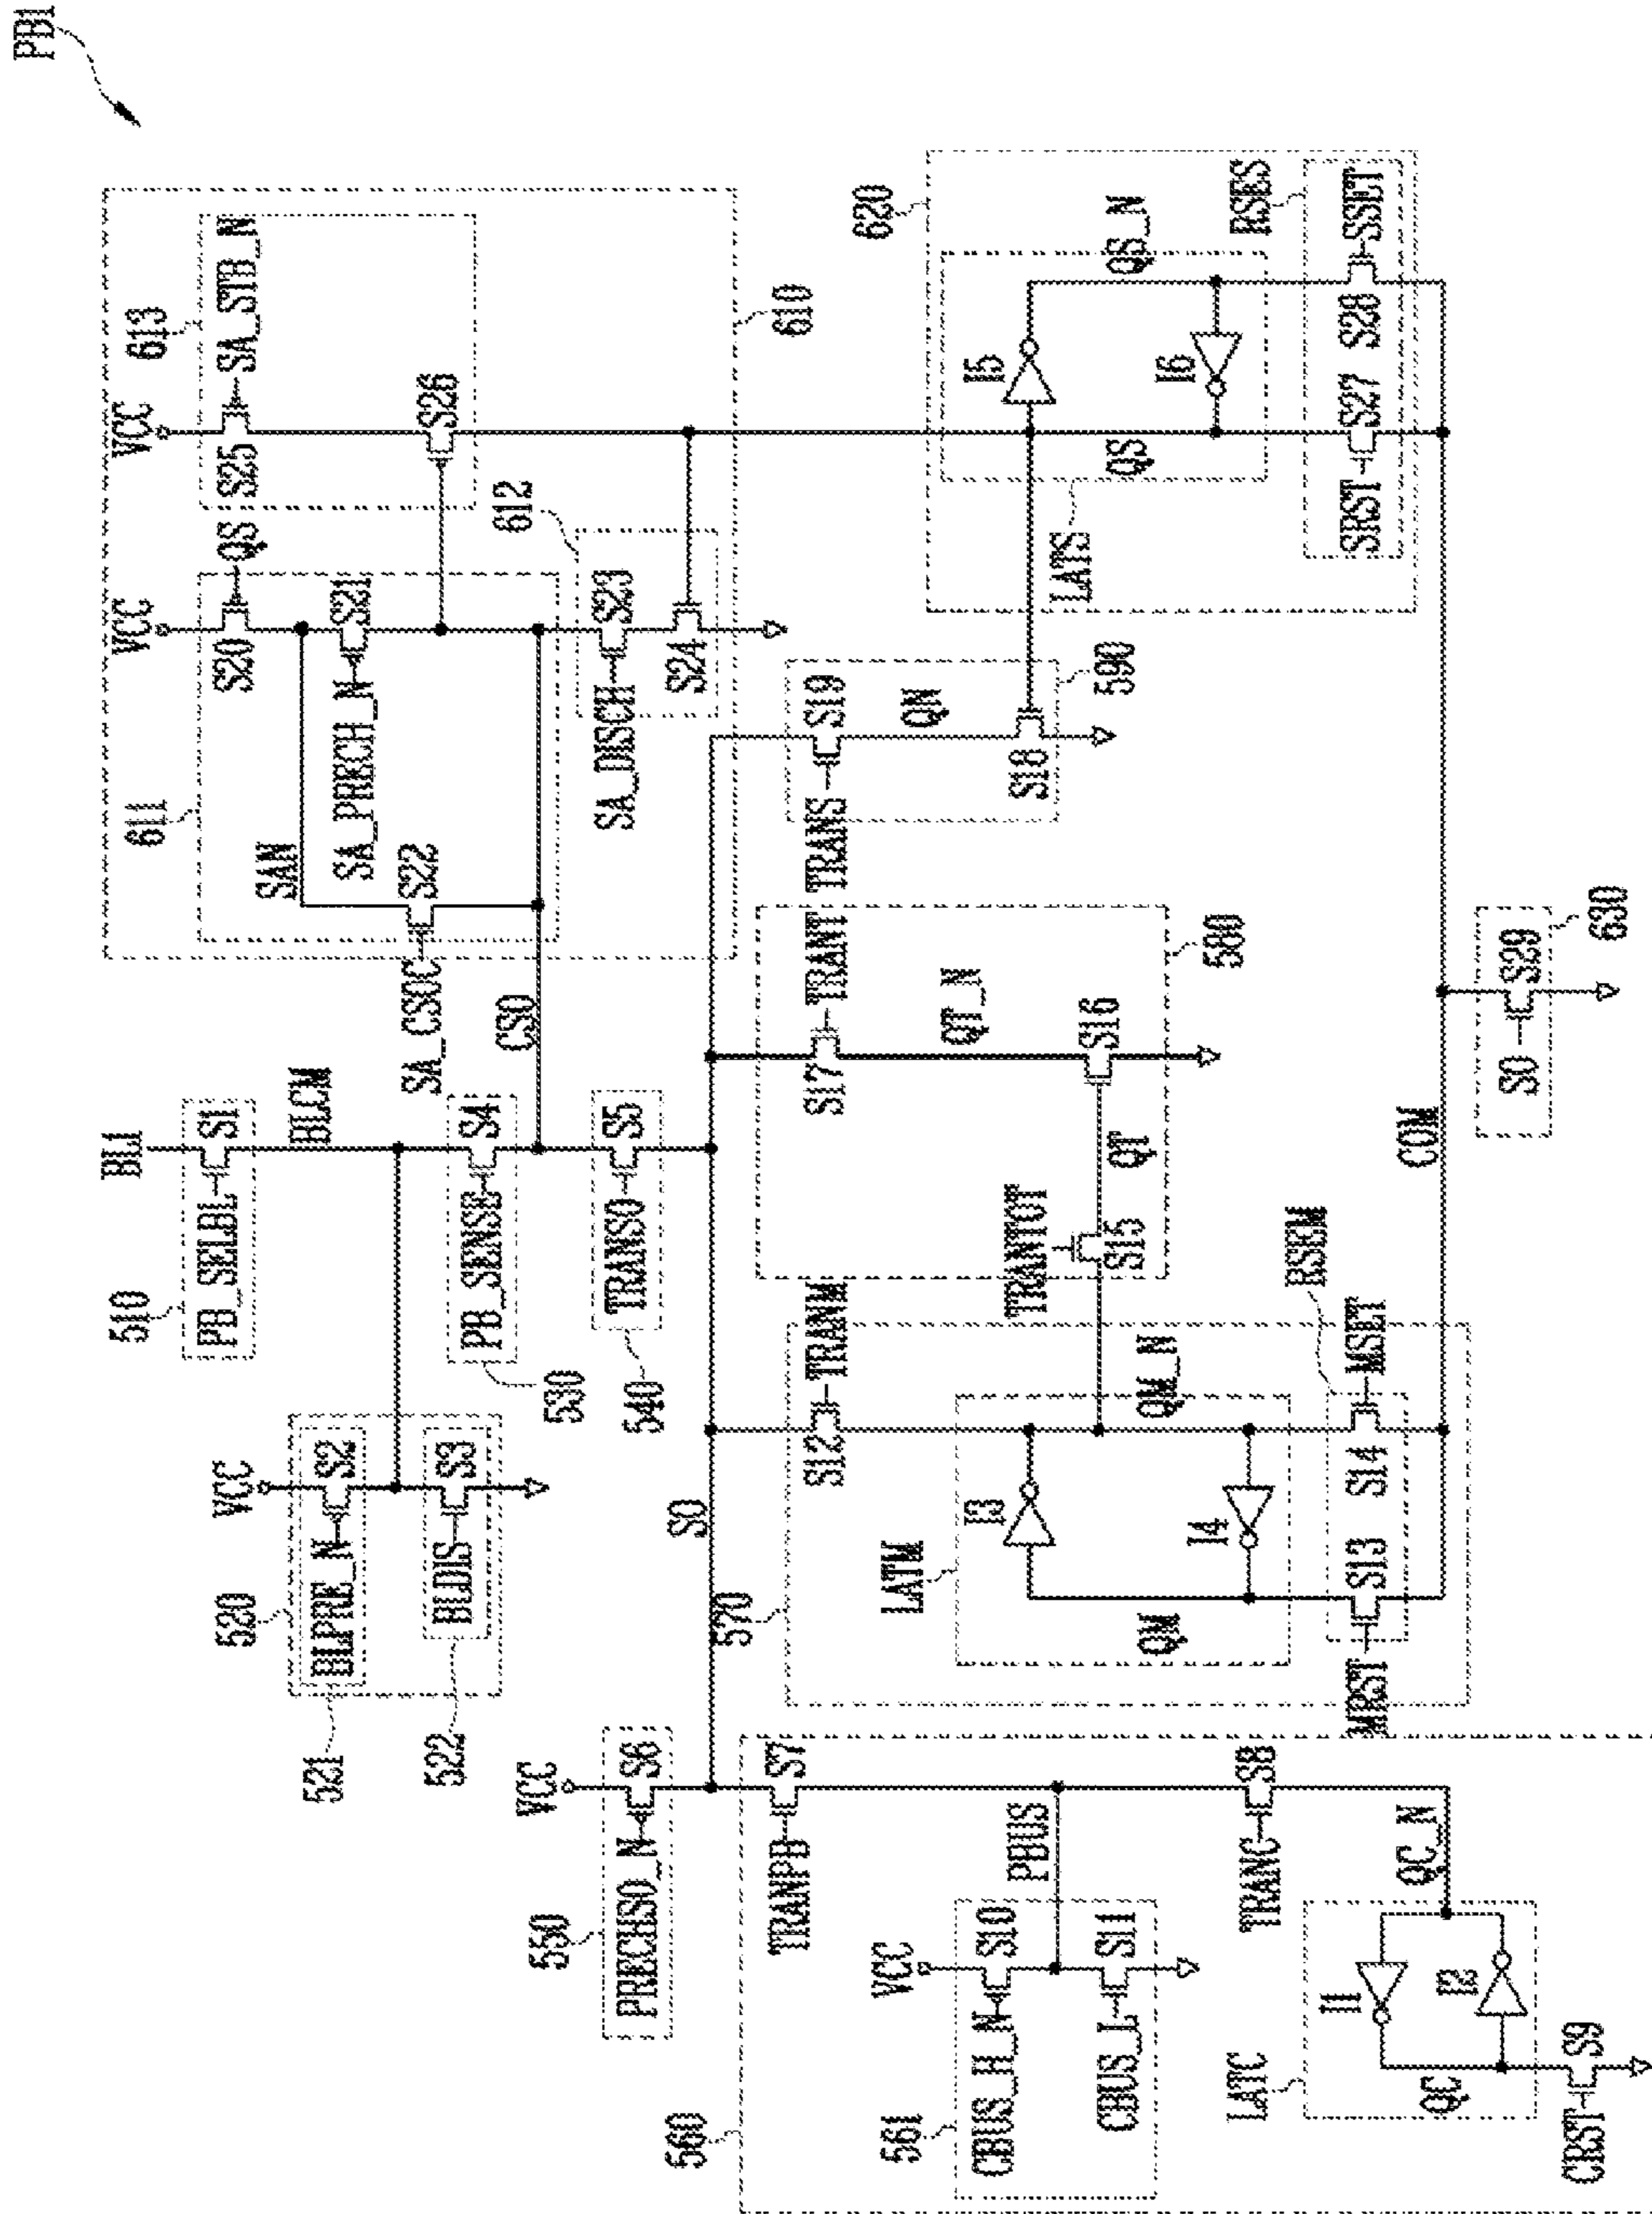 PB1
510
PB_SELBL
S1
BL1
BLCM
520
521
BLPRE_N
S2
VCC
522
BLDIS
S3
530
PB_SENSE
S4
540
TRANSO
S5
CSO
SA_CSOC
S22
SAN
610
611
VCC
S20
QS
SA_PRECH_N
S21
612
SA_DISCH
S23
S24
613
VCC
S25
SA_STB_N
S26
550
PRECHSO_N
S6
VCC
SO
560
TRANPB
S7
PBUS
561
CBUS_H_N
S10
VCC
CBUS_L
S11
TRANC
S8
QC_N
LATC
I1
I2
QC
CRST
S9
570
S12
TRANM
LATM
I3
I4
QM
QM_N
RSEM
MRST
S13
S14
MSET
580
S17
TRANT
QT_N
S16
QT
TRANTOT
S15
590
TRANS
S19
QN
S18
620
LATS
I5
I6
QS
QS_N
RSES
SRST
S27
S28
SSET
COM
630
SO
S29